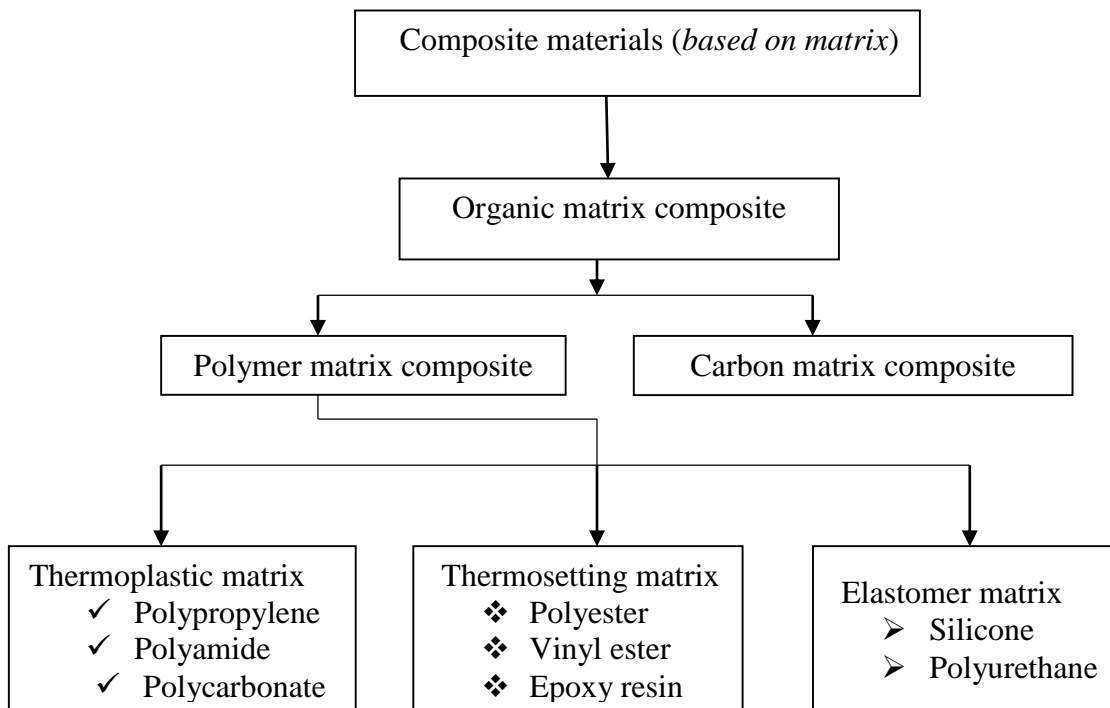 Composite materials (based on matrix)
Organic matrix composite
Polymer matrix composite
Carbon matrix composite
Thermoplastic matrix
✓ Polypropylene
✓ Polyamide
✓ Polycarbonate
Thermosetting matrix
❖ Polyester
❖ Vinyl ester
❖ Epoxy resin
Elastomer matrix
➢ Silicone
➢ Polyurethane